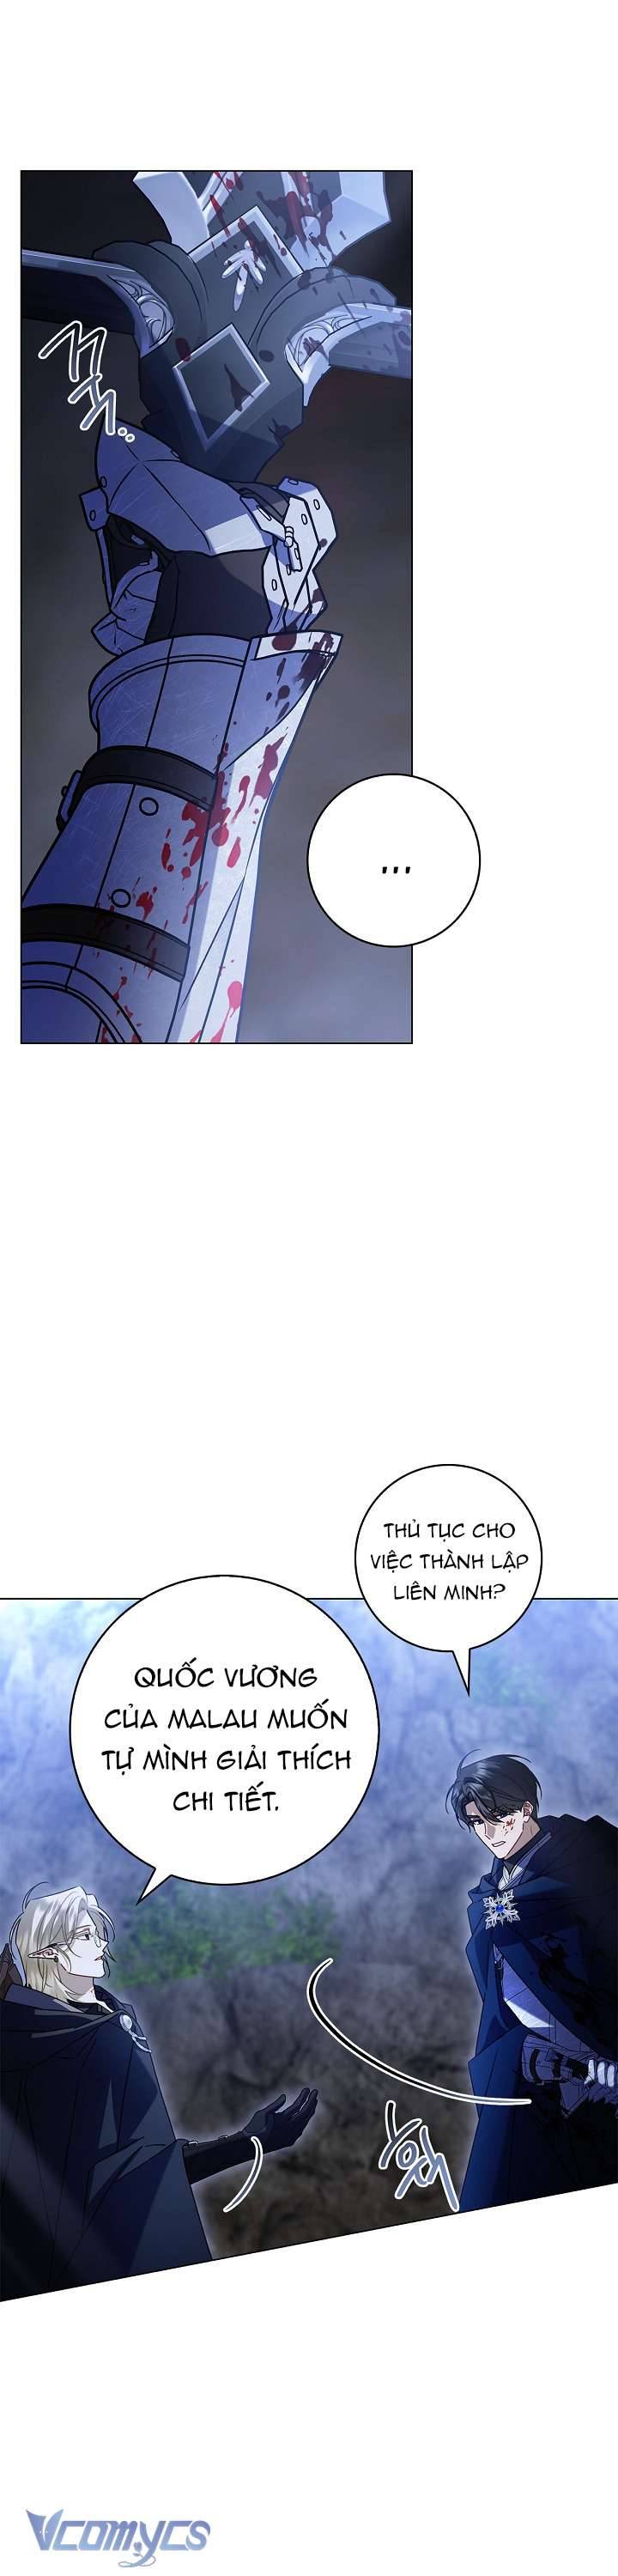 ...
THỦ TỤC CHO
VIỆC THÀNH LẬP
LIÊN MINH?
QUỐC VƯƠNG
CỦA MALAU MUỐN
TỰ MÌNH GIẢI THÍCH
CHI TIẾT.
Vcomycs